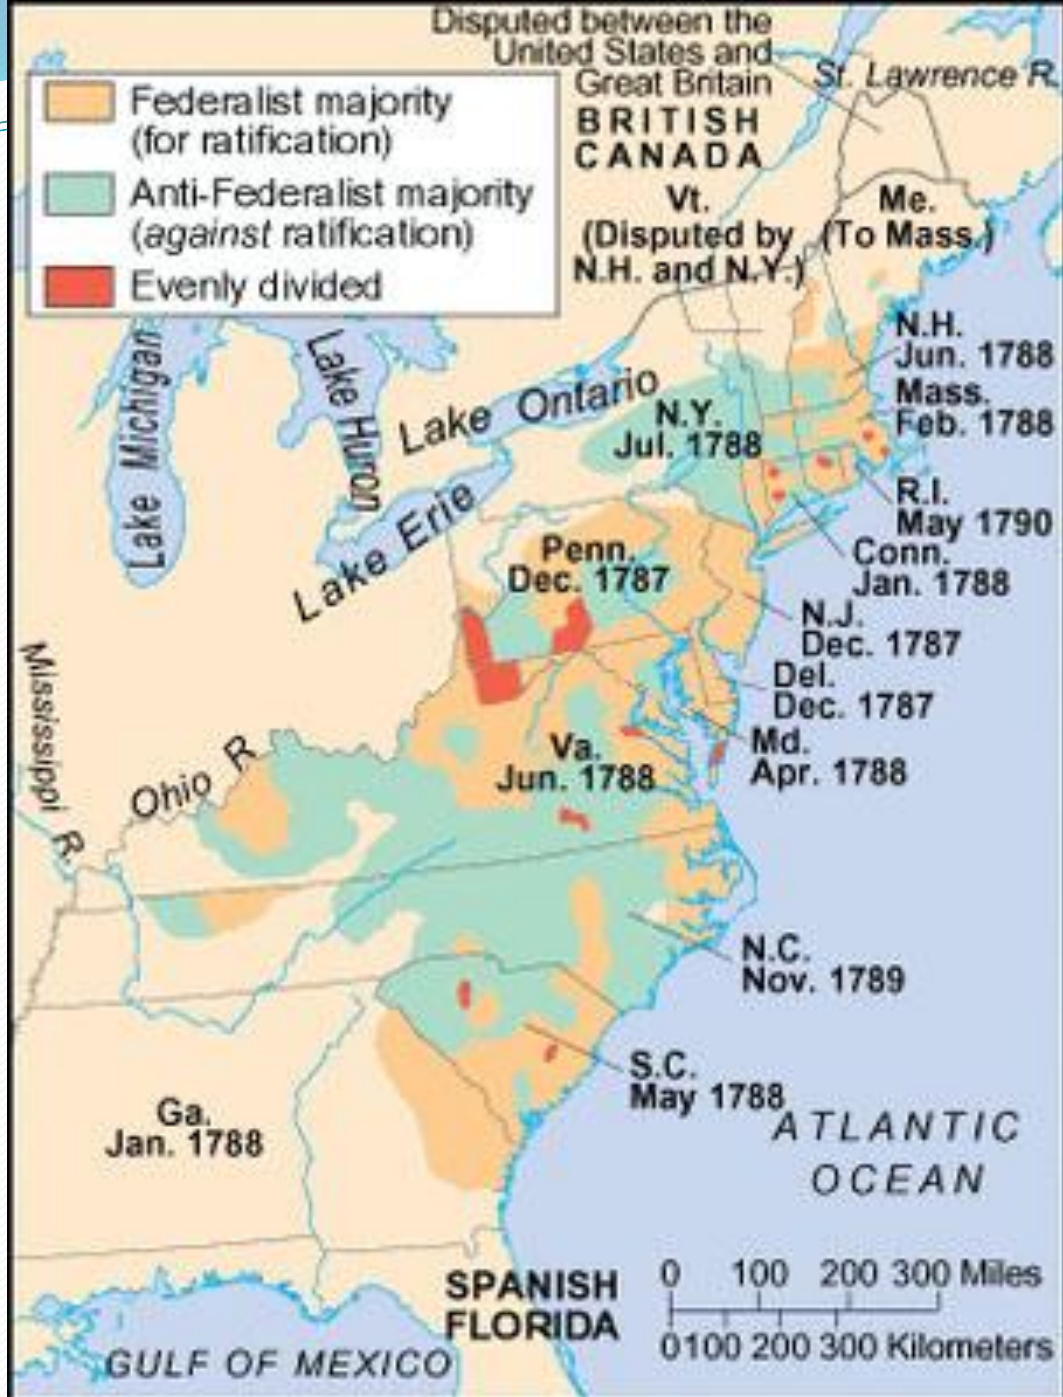 Disputed between the
United States and
Great Britain
St. Lawrence R.
Federalist majority
(for ratification)
Anti-Federalist majority
(against ratification)
Evenly divided
BRITISH
CANADA
Vt.
(Disputed by
N.H. and N.Y.)
Me.
(To Mass.)
Lake Michigan
Lake Huron
Lake Ontario
Lake Erie
N.H.
Jun. 1788
Mass.
Feb. 1788
N.Y.
Jul. 1788
R.I.
May 1790
Conn.
Jan. 1788
Penn.
Dec. 1787
N.J.
Dec. 1787
Del.
Dec. 1787
Md.
Apr. 1788
Va.
Jun. 1788
Mississippi R.
Ohio R
N.C.
Nov. 1789
S.C.
May 1788
Ga.
Jan. 1788
ATLANTIC
OCEAN
SPANISH
FLORIDA
GULF OF MEXICO
0 100 200 300 Miles
0 100 200 300 Kilometers